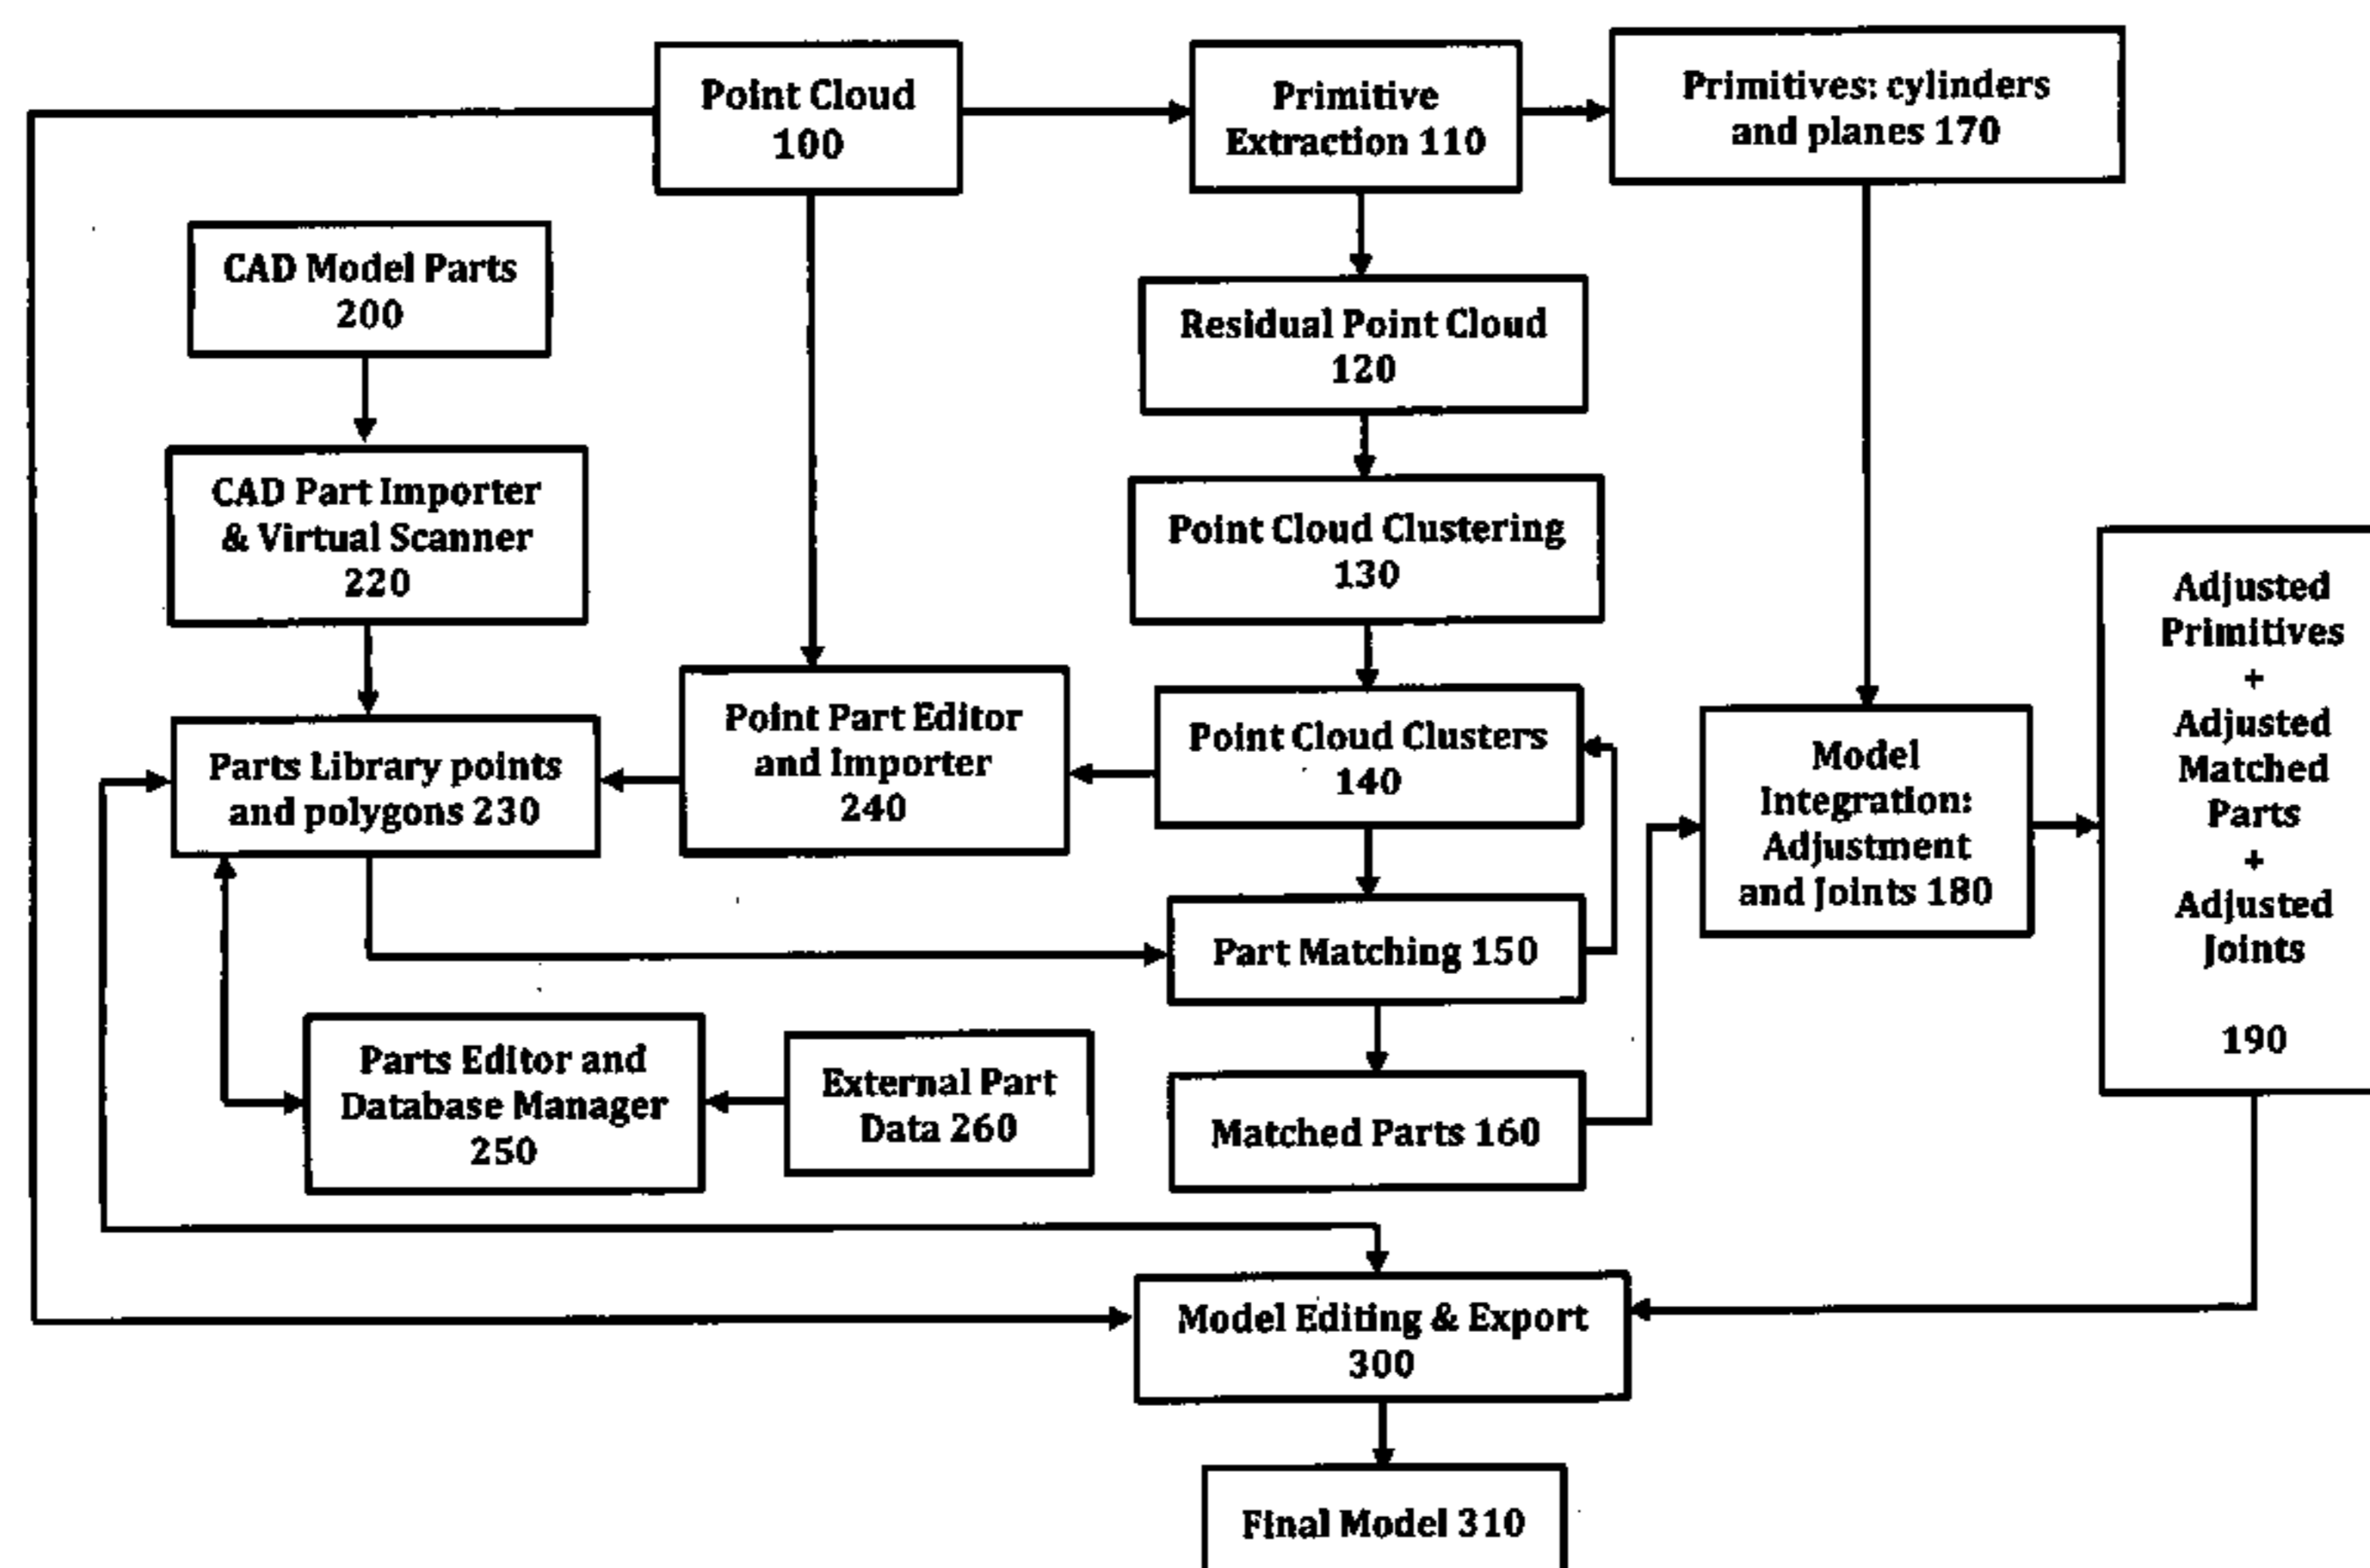 Point Cloud
100
Primitive
Extraction 110
Primitives: cylinders
and planes 170
CAD Model Parts
200
Residual Point Cloud
120
CAD Part Importer
& Virtual Scanner
220
Point Cloud Clustering
130
Adjusted
Primitives
+
Adjusted
Matched
Parts
+
Adjusted
Joints
190
Parts Library points
and polygons 230
Point Part Editor
and Importer
240
Point Cloud Clusters
140
Model
Integration:
Adjustment
and Joints 180
Part Matching 150
Parts Editor and
Database Manager
250
External Part
Data 260
Matched Parts 160
Model Editing & Export
300
Final Model 310